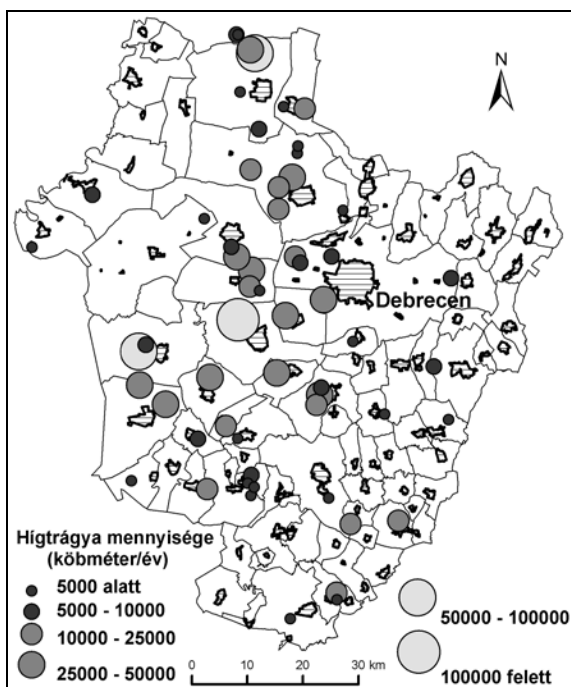 N
Debrecen
Hígtrágya mennyisége
(köbméter/év)
5000 alatt
5000 - 10000
10000 - 25000
25000 - 50000
50000 - 100000
100000 felett
0 10 20 30 km